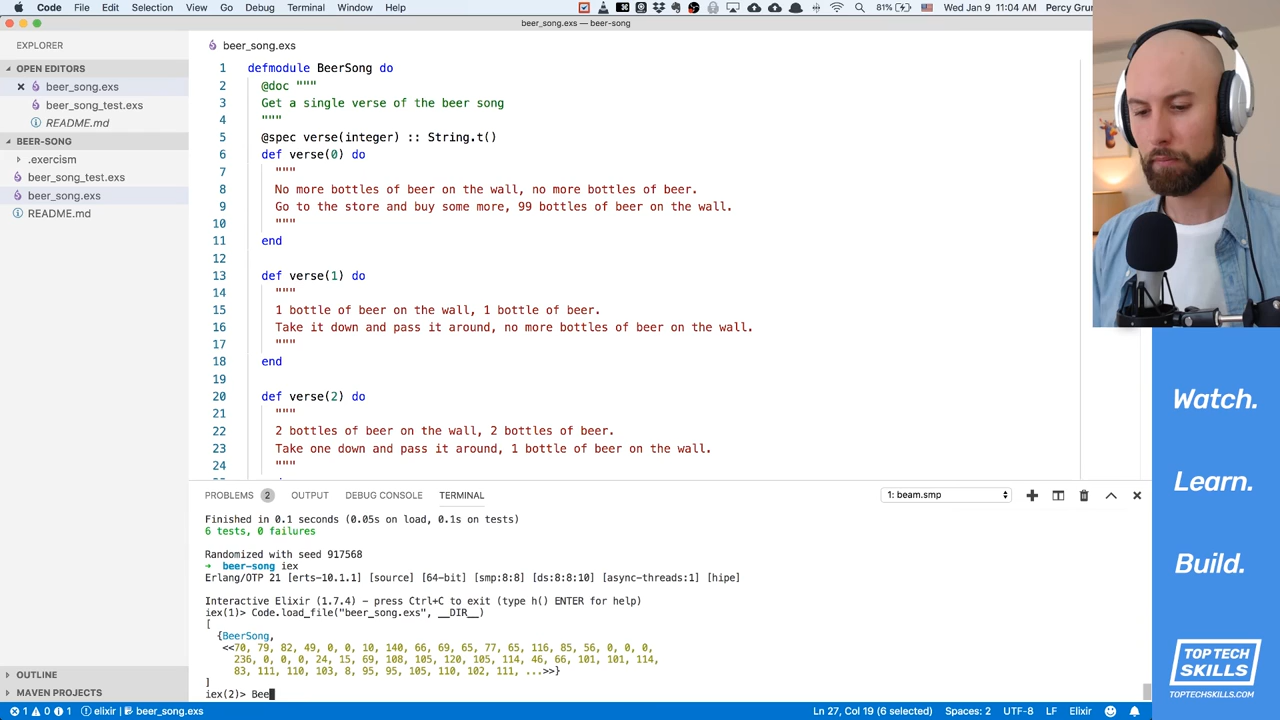 Code File Edit Selection View Go Debug Terminal Window Help 81% Wed Jan 9 11:04 AM Percy Gru
beer_song.exs — beer-song
EXPLORER
OPEN EDITORS
beer_song.exs
beer_song_test.exs
README.md
BEER-SONG
.exercism
beer_song_test.exs
beer_song.exs
README.md
OUTLINE
MAVEN PROJECTS
beer_song.exs
1 defmodule BeerSong do
2 @doc """
3 Get a single verse of the beer song
4 """
5 @spec verse(integer) :: String.t()
6 def verse(0) do
7 """
8 No more bottles of beer on the wall, no more bottles of beer.
9 Go to the store and buy some more, 99 bottles of beer on the wall.
10 """
11 end
12
13 def verse(1) do
14 """
15 1 bottle of beer on the wall, 1 bottle of beer.
16 Take it down and pass it around, no more bottles of beer on the wall.
17 """
18 end
19
20 def verse(2) do
21 """
22 2 bottles of beer on the wall, 2 bottles of beer.
23 Take one down and pass it around, 1 bottle of beer on the wall.
24 """
PROBLEMS 2 OUTPUT DEBUG CONSOLE TERMINAL 1: beam.smp
Finished in 0.1 seconds (0.05s on load, 0.1s on tests)
6 tests, 0 failures
Randomized with seed 917568
→ beer-song iex
Erlang/OTP 21 [erts-10.1.1] [source] [64-bit] [smp:8:8] [ds:8:8:10] [async-threads:1] [hipe]
Interactive Elixir (1.7.4) - press Ctrl+C to exit (type h() ENTER for help)
iex(1)> Code.load_file("beer_song.exs", __DIR__)
[
{BeerSong,
<<70, 79, 82, 49, 0, 0, 10, 140, 66, 69, 65, 77, 65, 116, 85, 56, 0, 0, 0,
236, 0, 0, 0, 24, 15, 69, 108, 105, 120, 105, 114, 46, 66, 101, 101, 114,
83, 111, 110, 103, 8, 95, 95, 105, 110, 102, 111, ...>>}
]
iex(2)> Bee
1 0 1 elixir beer_song.exs Ln 27, Col 19 (6 selected) Spaces: 2 UTF-8 LF Elixir
Watch.
Learn.
Build.
TOP TECH
SKILLS
TOPTECHSKILLS.COM